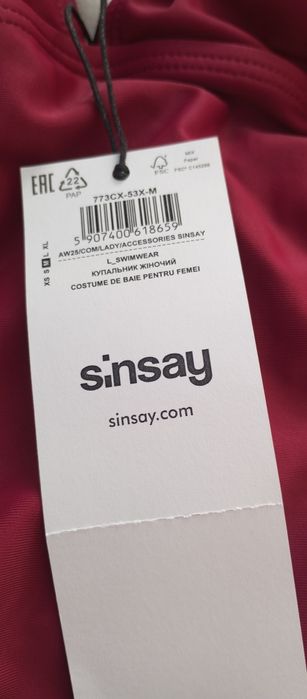 EAC
22
PAP
FSC
MIX
Paper
773CX-53X-M
5 907400 618659
XS S M L XL
AW25/COM/LADY/ACCESSORIES SINSAY
L_SWIMWEAR
КУПАЛЬНИК ЖІНОЧИЙ
COSTUME DE BAIE PENTRU FEMEI
sinsay
sinsay.com